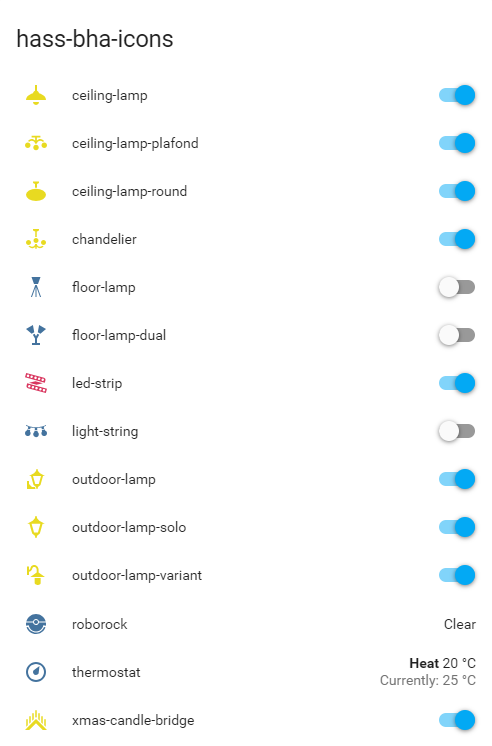 hass-bha-icons
ceiling-lamp
ceiling-lamp-plafond
ceiling-lamp-round
chandelier
floor-lamp
floor-lamp-dual
led-strip
light-string
outdoor-lamp
outdoor-lamp-solo
outdoor-lamp-variant
roborock Clear
thermostat Heat 20 °C
Currently: 25 °C
xmas-candle-bridge